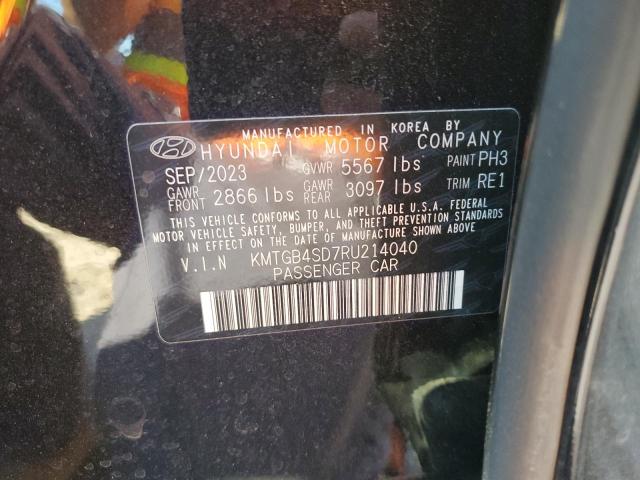 MANUFACTURED IN KOREA BY
HYUNDAI MOTOR COMPANY
SEP/2023 GVWR 5567 lbs PAINT PH3
GAWR FRONT 2866 lbs GAWR REAR 3097 lbs TRIM RE1
THIS VEHICLE CONFORMS TO ALL APPLICABLE U.S.A. FEDERAL
MOTOR VEHICLE SAFETY, BUMPER, AND THEFT PREVENTION STANDARDS
IN EFFECT ON THE DATE OF MANUFACTURE SHOWN ABOVE.
V.I.N KMTGB4SD7RU214040
PASSENGER CAR